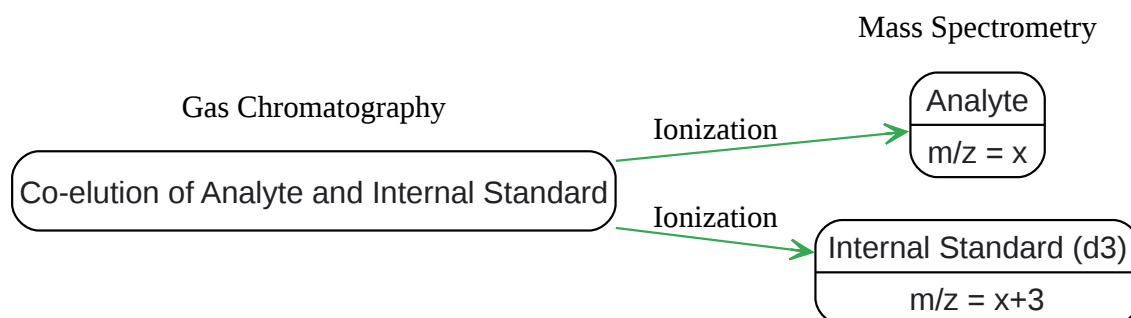 Mass Spectrometry
Gas Chromatography
Analyte
Ionization
m/z = x
Co-elution of Analyte and Internal Standard
Ionization
Internal Standard (d3)
m/z = x+3